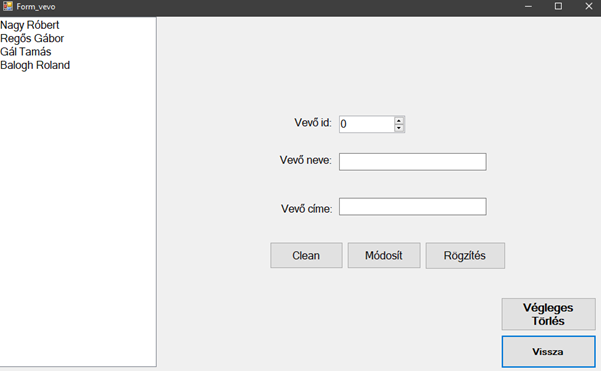 Form_vevo
Nagy Róbert
Regős Gábor
Gál Tamás
Balogh Roland
Vevő id: 0
Vevő neve:
Vevő címe:
Clean Módosít Rögzítés
Végleges
Törlés
Vissza